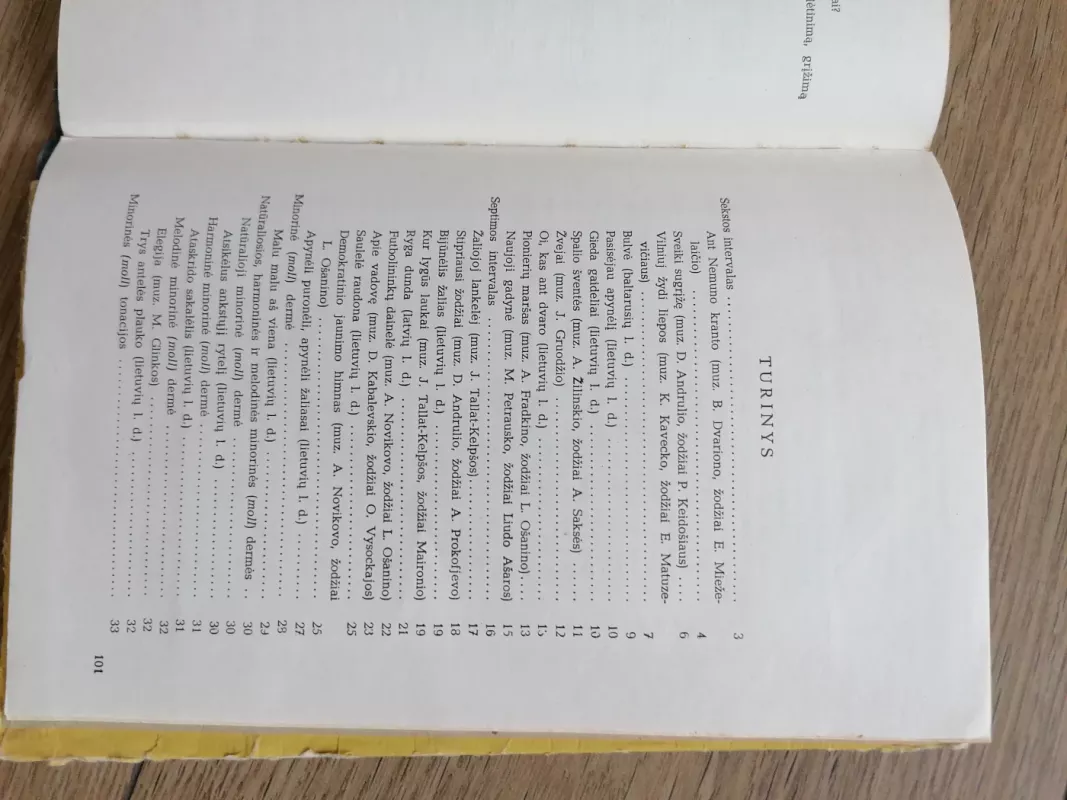 ai?
lėtinimą, grįžimą
TURINYS
Sekstos intervalas . . . . . . . . . . 3
Ant Nemuno kranto (muz. B. Dvariono, žodžiai E. Mieže-
laičio) . . . . . . . . . . 4
Sveiki sugrįžę (muz. D. Andrulio, žodžiai P. Keidošiaus) . . . . 6
Vilniuj žydi liepos (muz. K. Kavecko, žodžiai E. Matuze-
vičiaus) . . . . . . . . . . 7
Bulvė (baltarusių l. d.) . . . . . . . . . . 9
Pasisėjau apynėlį (lietuvių l. d.) . . . . . . . . . . 10
Gieda gaideliai (lietuvių l. d.) . . . . . . . . . . 10
Spalio šventės (muz. A. Žilinskio, žodžiai A. Saksės) . . . . . 11
Žvejai (muz. J. Gruodžio) . . . . . . . . . . 12
Oi, kas ant dvaro (lietuvių l. d.) . . . . . . . . . .
Pionierių maršas (muz. A. Fradkino, žodžiai L. Ošanino) . . . 13
Naujoji gadynė (muz. M. Petrausko, žodžiai Liudo Ašaros) 15
Septimos intervalas . . . . . . . . . . 16
Žaliojoj lankelėj (muz. J. Tallat-Kelpšos) . . . . . . . . . . 17
Stipriausi žodžiai (muz. D. Andrulio, žodžiai A. Prokofjevo) 18
Bijūnėlis žalias (lietuvių l. d.) . . . . . . . . . . 19
Kur lygūs laukai (muz. J. Tallat-Kelpšos, žodžiai Maironio) 19
Ryga dunda (latvių l. d.) . . . . . . . . . . 21
Futbolininkų dainelė (muz. A. Novikovo, žodžiai L. Ošanino) 22
Apie vadovę (muz. D. Kabalevskio, žodžiai O. Vysockajos) 23
Saulelė raudona (lietuvių l. d.) . . . . . . . . . . 25
Demokratinio jaunimo himnas (muz. A. Novikovo, žodžiai
L. Ošanino) . . . . . . . . . . 25
Apynėli puronėli, apynėli žaliasai (lietuvių l. d.) . . . . . . . . . . 27
Minorinė (moll) dermė . . . . . . . . . . 28
Malu malu aš viena (lietuvių l. d.) . . . . . . . . . . 29
Natūraliosios, harmoninės ir melodinės minorinės (moll) dermės . . 30
Natūralioji minorinė (moll) dermė . . . . . . . . . . 30
Atsikėlus ankstųjį rytelį (lietuvių l. d.) . . . . . . . . . . 30
Harmoninė minorinė (moll) dermė . . . . . . . . . . 31
Ataskrido sakalėlis (lietuvių l. d.) . . . . . . . . . . 31
Melodinė minorinė (moll) dermė . . . . . . . . . . 32
Elegija (muz. M. Glinkos) . . . . . . . . . . 32
Trys antelės plauko (lietuvių l. d.) . . . . . . . . . . 32
Minorinės (moll) tonacijos . . . . . . . . . . 33
101